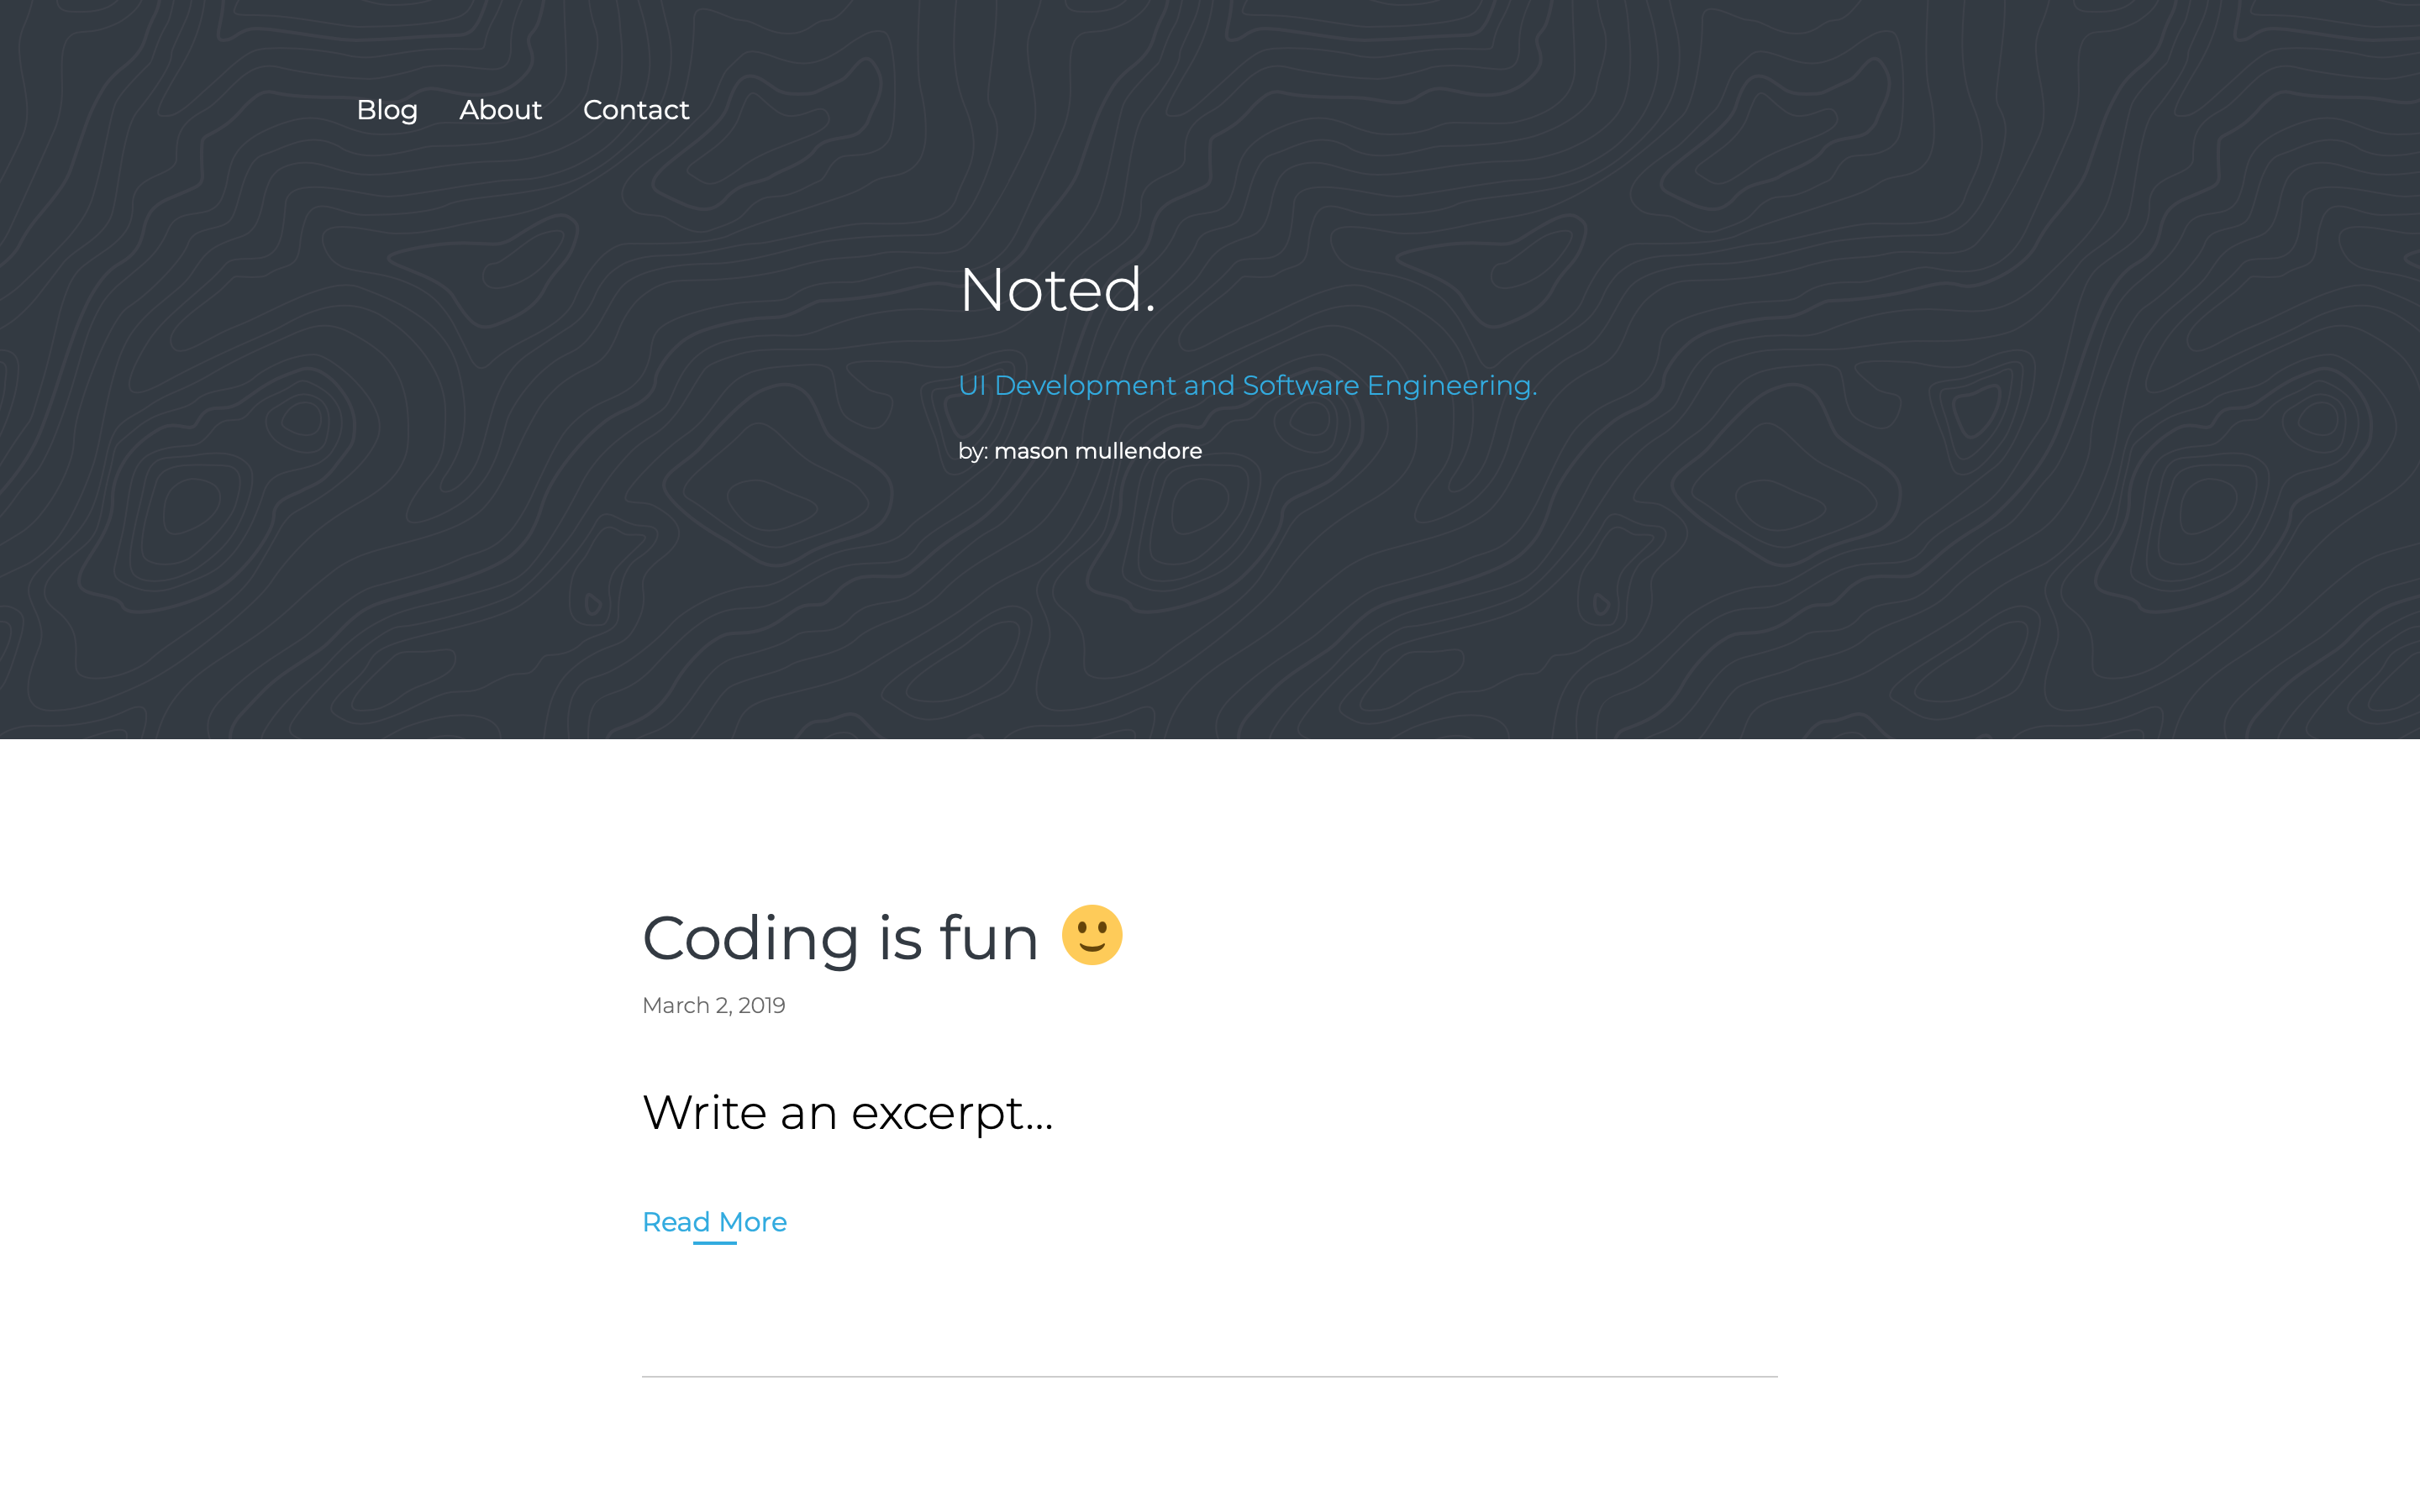 Blog About Contact
Noted.
UI Development and Software Engineering.
by: mason mullendore
Coding is fun 🙂
March 2, 2019
Write an excerpt...
Read More